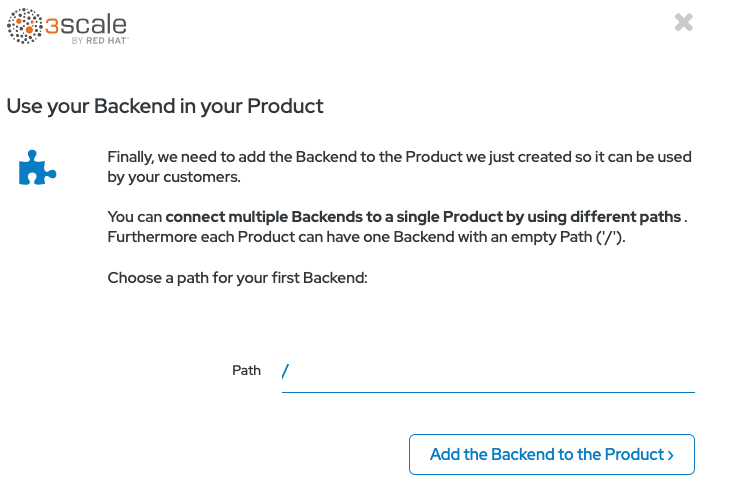 3scale
BY RED HAT
Use your Backend in your Product
Finally, we need to add the Backend to the Product we just created so it can be used
by your customers.
You can connect multiple Backends to a single Product by using different paths .
Furthermore each Product can have one Backend with an empty Path ('/').
Choose a path for your first Backend:
Path /
Add the Backend to the Product ›